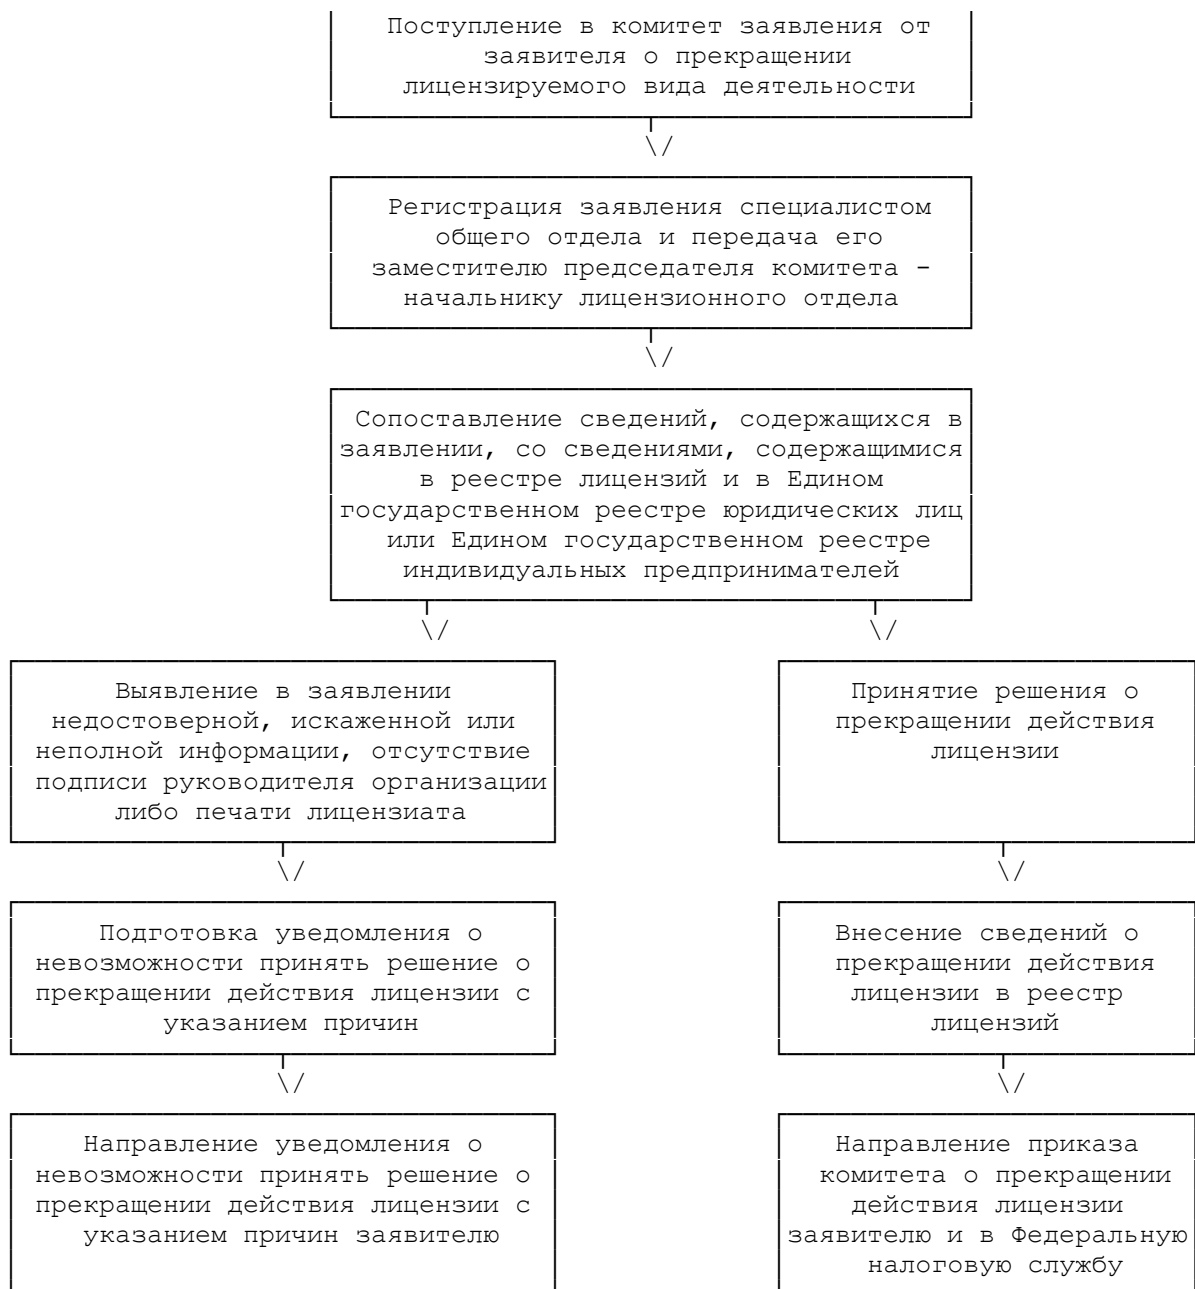 Поступление в комитет заявления от
заявителя о прекращении
лицензируемого вида деятельности
\/
Регистрация заявления специалистом
общего отдела и передача его
заместителю председателя комитета -
начальнику лицензионного отдела
\/
Сопоставление сведений, содержащихся в
заявлении, со сведениями, содержащимися
в реестре лицензий и в Едином
государственном реестре юридических лиц
или Едином государственном реестре
индивидуальных предпринимателей
\/
\/
Выявление в заявлении
недостоверной, искаженной или
неполной информации, отсутствие
подписи руководителя организации
либо печати лицензиата
\/
Подготовка уведомления о
невозможности принять решение о
прекращении действия лицензии с
указанием причин
\/
Направление уведомления о
невозможности принять решение о
прекращении действия лицензии с
указанием причин заявителю
Принятие решения о
прекращении действия
лицензии
\/
Внесение сведений о
прекращении действия
лицензии в реестр
лицензий
\/
Направление приказа
комитета о прекращении
действия лицензии
заявителю и в Федеральную
налоговую службу